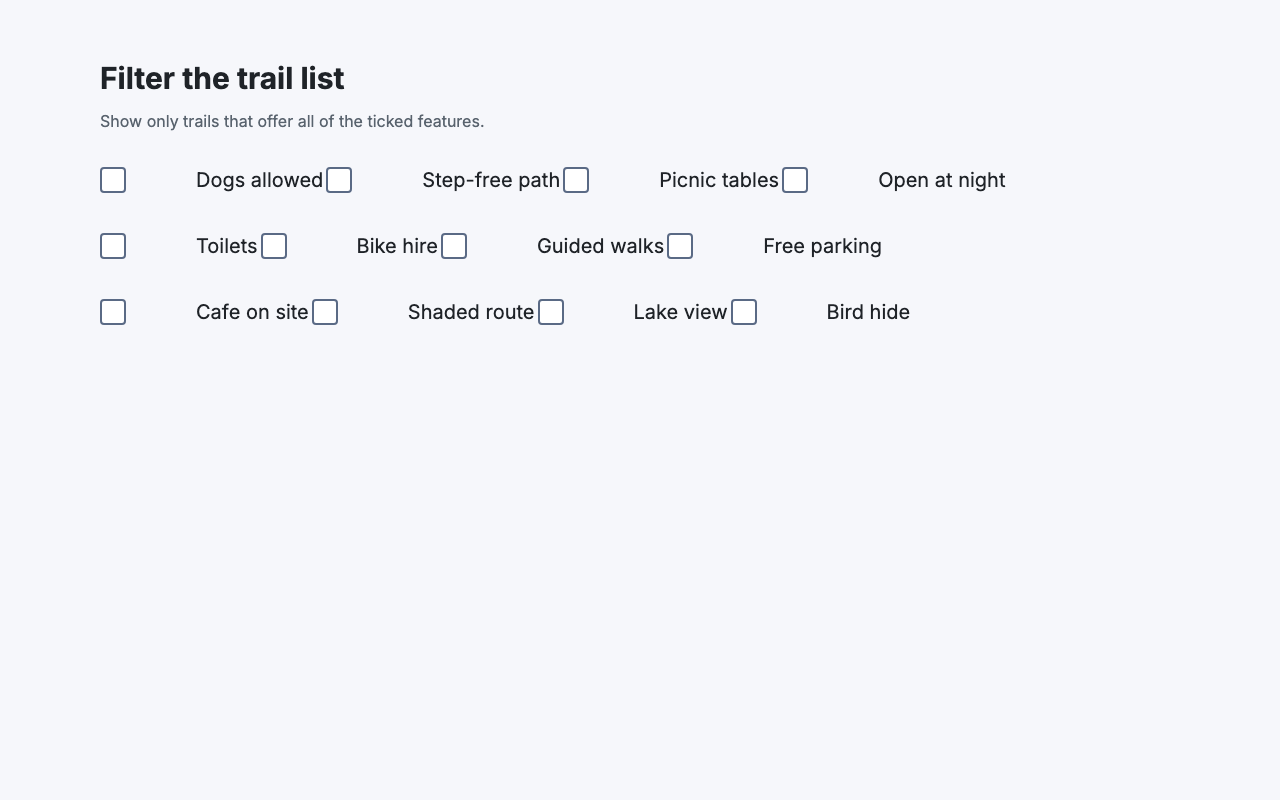 Filter the trail list
Show only trails that offer all of the ticked features.
Dogs allowed Step-free path Picnic tables Open at night
Toilets Bike hire Guided walks Free parking
Cafe on site Shaded route Lake view Bird hide